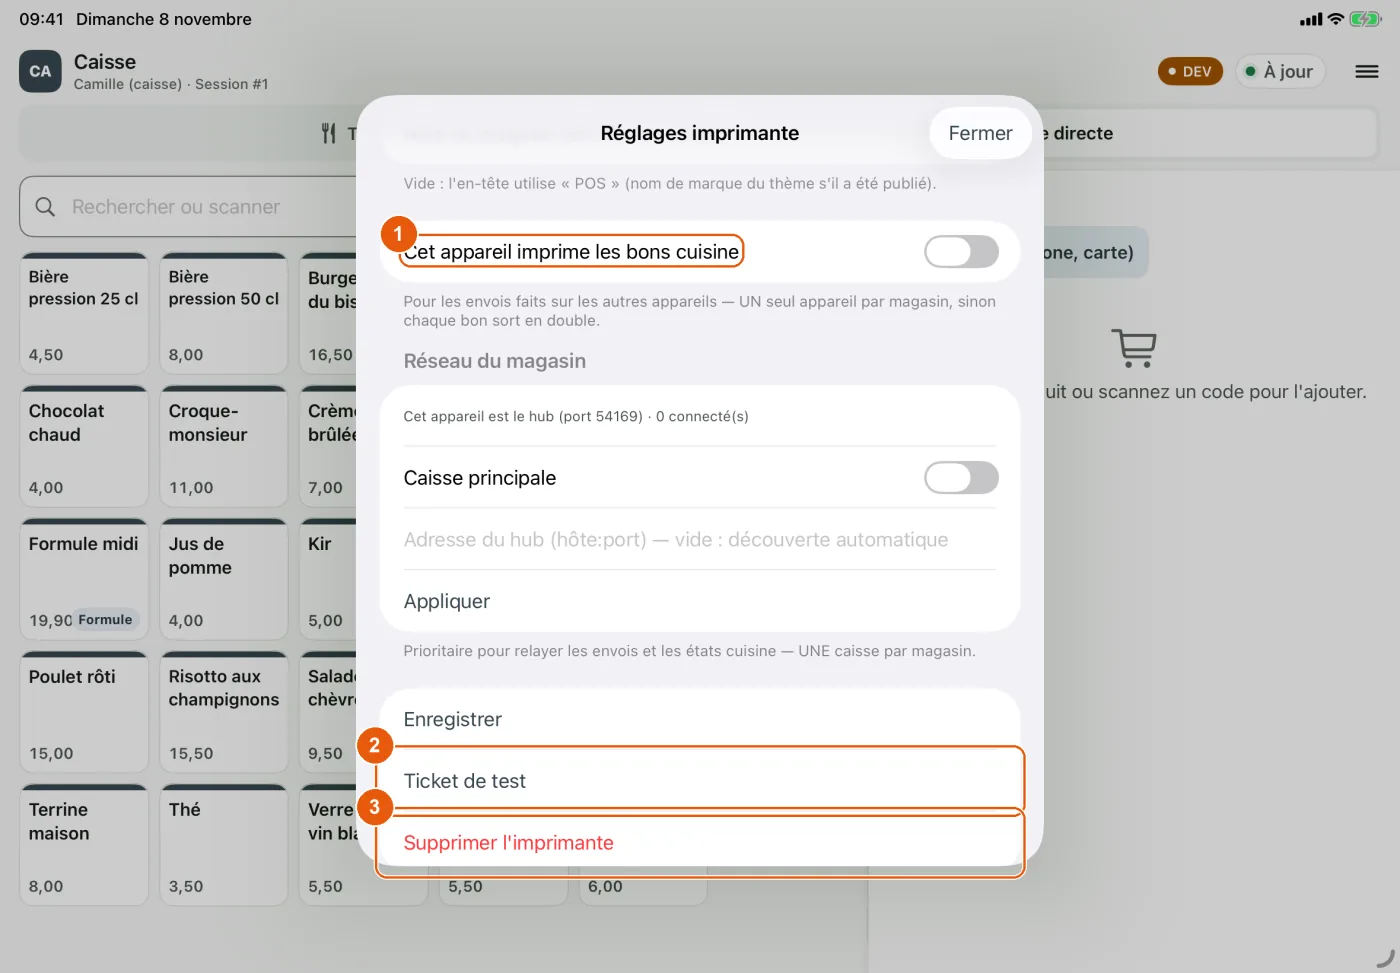 09:41 Dimanche 8 novembre
CA
Caisse
Camille (caisse) · Session #1
DEV
À jour
T
Réglages imprimante
Fermer
e directe
Vide : l'en-tête utilise « POS » (nom de marque du thème s'il a été publié).
Rechercher ou scanner
1
Cet appareil imprime les bons cuisine
one, carte)
Pour les envois faits sur les autres appareils — UN seul appareil par magasin, sinon
chaque bon sort en double.
Réseau du magasin
Cet appareil est le hub (port 54169) · 0 connecté(s)
Caisse principale
Adresse du hub (hôte:port) — vide : découverte automatique
Appliquer
Prioritaire pour relayer les envois et les états cuisine — UNE caisse par magasin.
Enregistrer
2
Ticket de test
3
Supprimer l'imprimante
uit ou scannez un code pour l'ajouter.
Bière
pression 25 cl
4,50
Bière
pression 50 cl
8,00
Burge
du bis
16,50
Chocolat
chaud
4,00
Croque-
monsieur
11,00
Crèm
brûlée
7,00
Formule midi
19,90
Formule
Jus de
pomme
4,00
Kir
5,00
Poulet rôti
15,00
Risotto aux
champignons
15,50
Salade
chèvr
9,50
Terrine
maison
8,00
Thé
3,50
Verre
vin bla
5,50
5,50
6,00